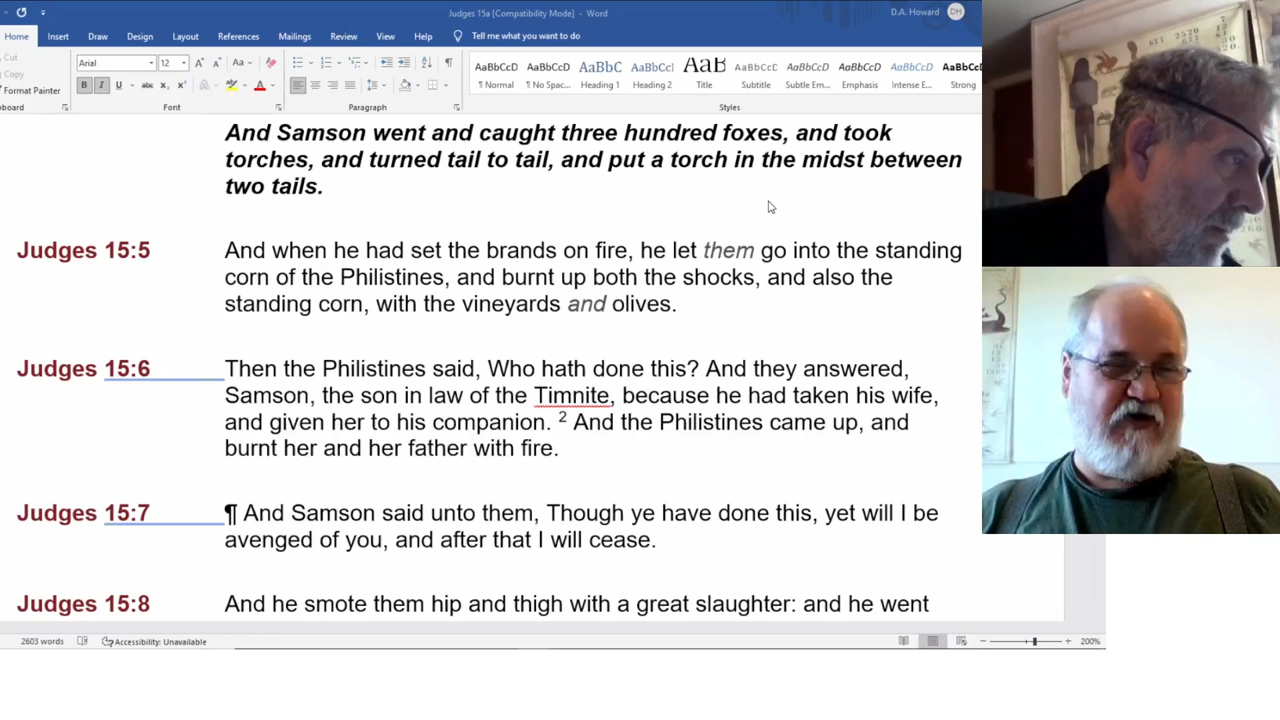 Judges 15a [Compatibility Mode] - Word
D.A. Howard
DH
Home Insert Draw Design Layout References Mailings Review View Help Tell me what you want to do
Cut
Copy
Format Painter
Arial 12
AaBbCcD AaBbCcD AaBbC AaBbCcl AaB AaBbCcD AaBbCcD AaBbCcD AaBbCcD AaBbCcD
¶ Normal ¶ No Spac... Heading 1 Heading 2 Title Subtitle Subtle Em... Emphasis Intense E... Strong
board Font Paragraph Styles
And Samson went and caught three hundred foxes, and took
torches, and turned tail to tail, and put a torch in the midst between
two tails.
Judges 15:5 And when he had set the brands on fire, he let them go into the standing
corn of the Philistines, and burnt up both the shocks, and also the
standing corn, with the vineyards and olives.
Judges 15:6 Then the Philistines said, Who hath done this? And they answered,
Samson, the son in law of the Timnite, because he had taken his wife,
and given her to his companion. 2 And the Philistines came up, and
burnt her and her father with fire.
Judges 15:7 ¶ And Samson said unto them, Though ye have done this, yet will I be
avenged of you, and after that I will cease.
Judges 15:8 And he smote them hip and thigh with a great slaughter: and he went
2603 words Accessibility: Unavailable 200%
677 2520